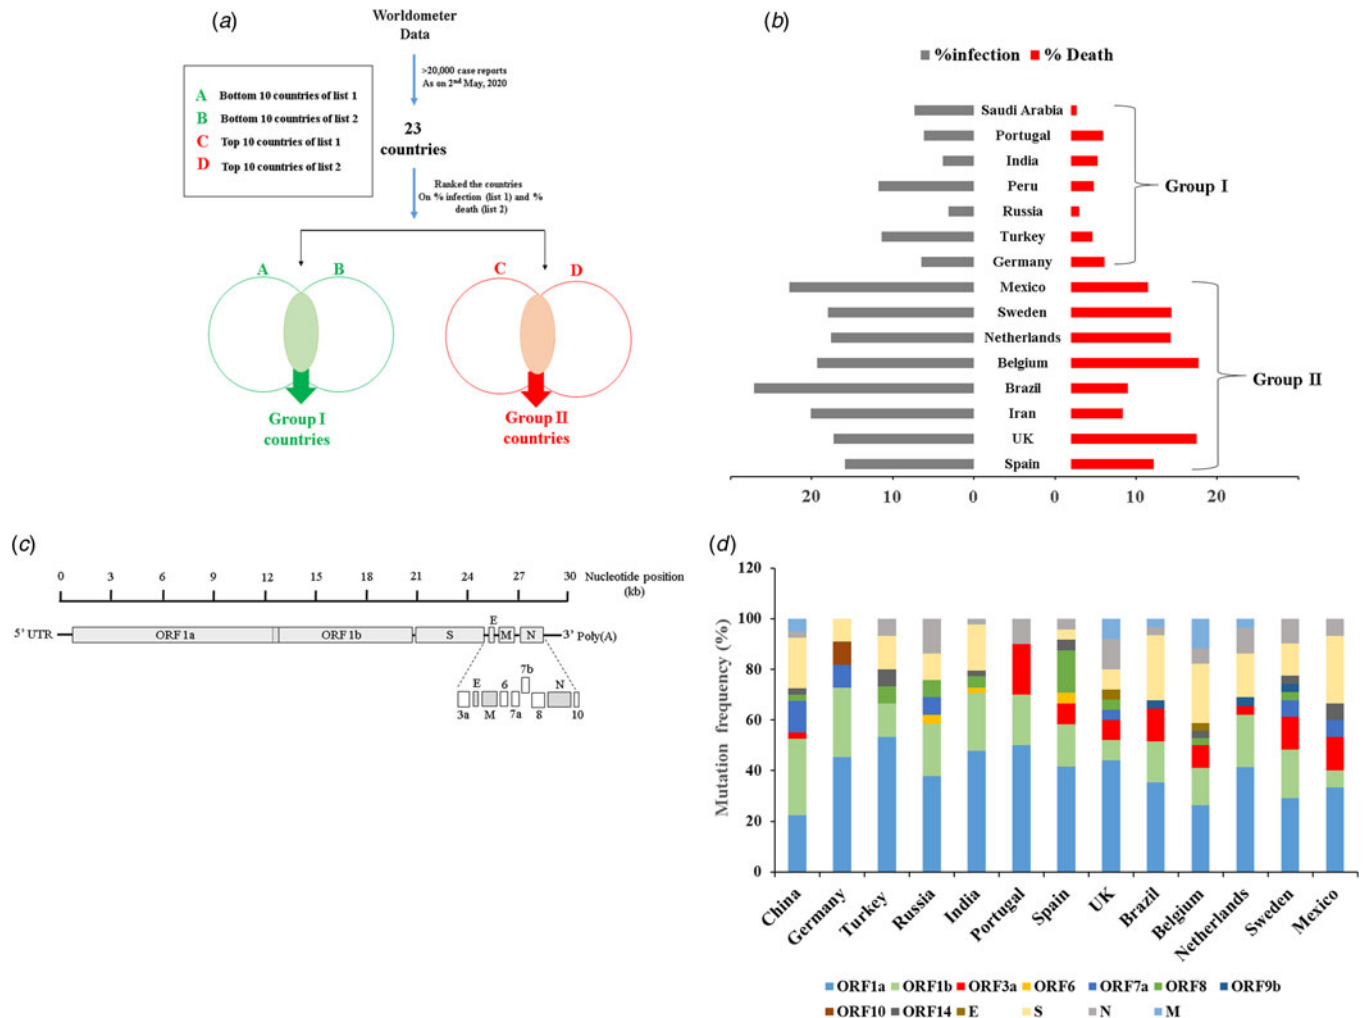 (a)
Worldometer
Data
>20,000 case reports
As on 2nd May, 2020
A Bottom 10 countries of list 1
B Bottom 10 countries of list 2
C Top 10 countries of list 1
D Top 10 countries of list 2
23
countries
Ranked the countries
On % infection (list 1) and %
death (list 2)
A B
C D
Group I
countries
Group II
countries
(b)
%infection % Death
Saudi Arabia
Portugal
India
Peru
Russia
Turkey
Germany
Mexico
Sweden
Netherlands
Belgium
Brazil
Iran
UK
Spain
Group I
Group II
20 10 0 0 10 20
(c)
0 3 6 9 12 15 18 21 24 27 30 Nucleotide position
(kb)
5' UTR ORF1a ORF1b S E M N 3' Poly(A)
7b
E 6 N
3a M 7a 8 10
(d)
Mutation frequency (%)
120
100
80
60
40
20
0
China Germany Turkey Russia India Portugal Spain UK Brazil Belgium Netherlands Sweden Mexico
ORF1a ORF1b ORF3a ORF6 ORF7a ORF8 ORF9b
ORF10 ORF14 E S N M